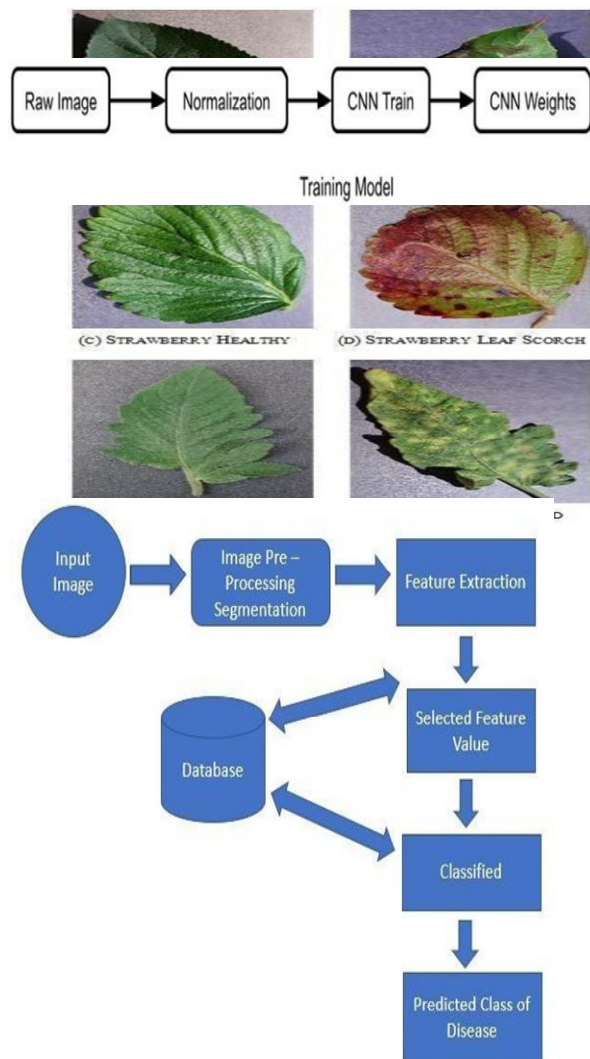 Raw Image
Normalization
CNN Train
CNN Weights
Training Model
(C) STRAWBERRY HEALTHY
(D) STRAWBERRY LEAF SCORCH
Input
Image
Image Pre –
Processing
Segmentation
Feature Extraction
Selected Feature
Value
Database
Classified
Predicted Class of
Disease